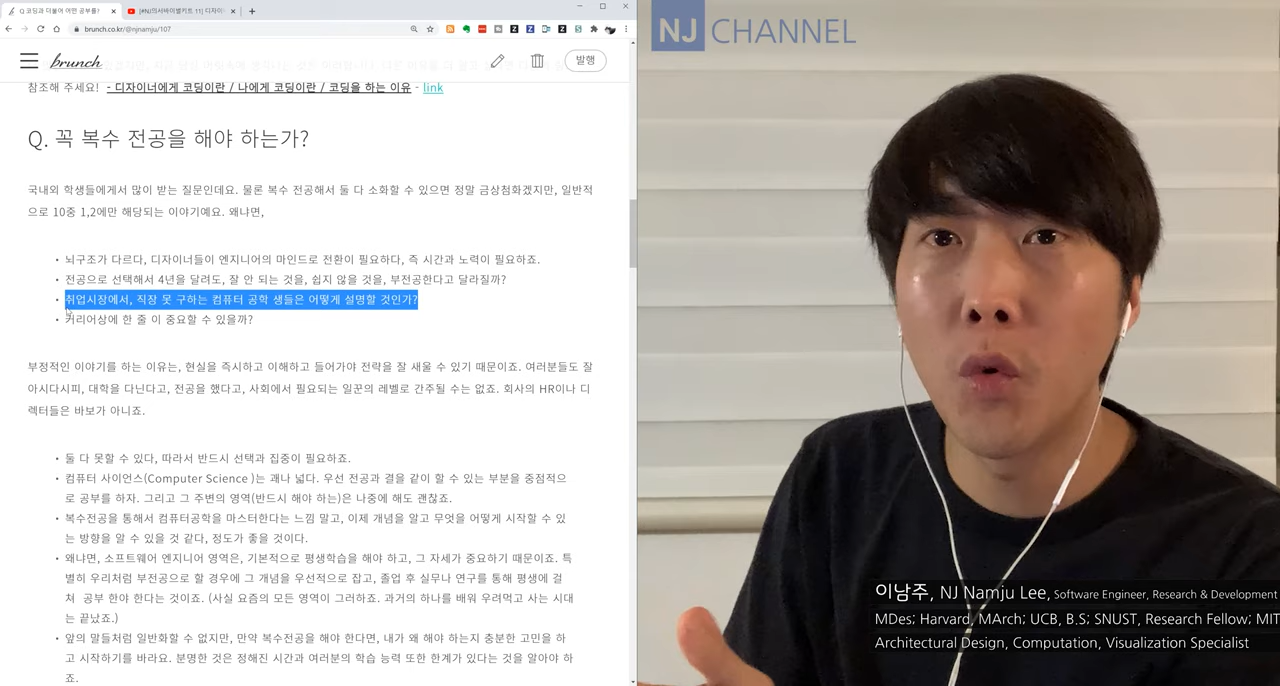 Q 코딩과 더불어 어떤 공부를?
[#NJ의서바이벌키트 11] 디자이
brunch.co.kr/@njnamju/107
brunch
발행
참조해 주세요! - 디자이너에게 코딩이란 / 나에게 코딩이란 / 코딩을 하는 이유 - link
Q. 꼭 복수 전공을 해야 하는가?
국내외 학생들에게서 많이 받는 질문인데요. 물론 복수 전공해서 둘 다 소화할 수 있으면 정말 금상첨화겠지만, 일반적
으로 10중 1,2에만 해당되는 이야기예요. 왜냐면,
• 뇌구조가 다르다, 디자이너들이 엔지니어의 마인드로 전환이 필요하다, 즉 시간과 노력이 필요하죠.
• 전공으로 선택해서 4년을 달려도, 잘 안 되는 것을, 쉽지 않을 것을, 부전공한다고 달라질까?
• 취업시장에서, 직장 못 구하는 컴퓨터 공학 생들은 어떻게 설명할 것인가?
• 커리어상에 한 줄 이 중요할 수 있을까?
부정적인 이야기를 하는 이유는, 현실을 즉시하고 이해하고 들어가야 전략을 잘 새울 수 있기 때문이죠. 여러분들도 잘
아시다시피, 대학을 다닌다고, 전공을 했다고, 사회에서 필요되는 일꾼의 레벨로 간주될 수는 없죠. 회사의 HR이나 디
렉터들은 바보가 아니죠.
• 둘 다 못할 수 있다, 따라서 반드시 선택과 집중이 필요하죠.
• 컴퓨터 사이언스(Computer Science )는 꽤나 넓다. 우선 전공과 결을 같이 할 수 있는 부분을 중점적으
로 공부를 하자. 그리고 그 주변의 영역(반드시 해야 하는)은 나중에 해도 괜찮죠.
• 복수전공을 통해서 컴퓨터공학을 마스터한다는 느낌 말고, 이제 개념을 알고 무엇을 어떻게 시작할 수 있
는 방향을 알 수 있을 것 같다, 정도가 좋을 것이다.
• 왜냐면, 소프트웨어 엔지니어 영역은, 기본적으로 평생학습을 해야 하고, 그 자세가 중요하기 때문이죠. 특
별히 우리처럼 부전공으로 할 경우에 그 개념을 우선적으로 잡고, 졸업 후 실무나 연구를 통해 평생에 걸
쳐 공부 한야 한다는 것이죠. (사실 요즘의 모든 영역이 그러하죠. 과거의 하나를 배워 우려먹고 사는 시대
는 끝났죠.)
• 앞의 말들처럼 일반화할 수 없지만, 만약 복수전공을 해야 한다면, 내가 왜 해야 하는지 충분한 고민을 하
고 시작하기를 바라요. 분명한 것은 정해진 시간과 여러분의 학습 능력 또한 한계가 있다는 것을 알아야 하
죠.
NJ CHANNEL
이남주, NJ Namju Lee, Software Engineer, Research & Development
MDes; Harvard, MArch; UCB, B.S; SNUST, Research Fellow; MIT
Architectural Design, Computation, Visualization Specialist